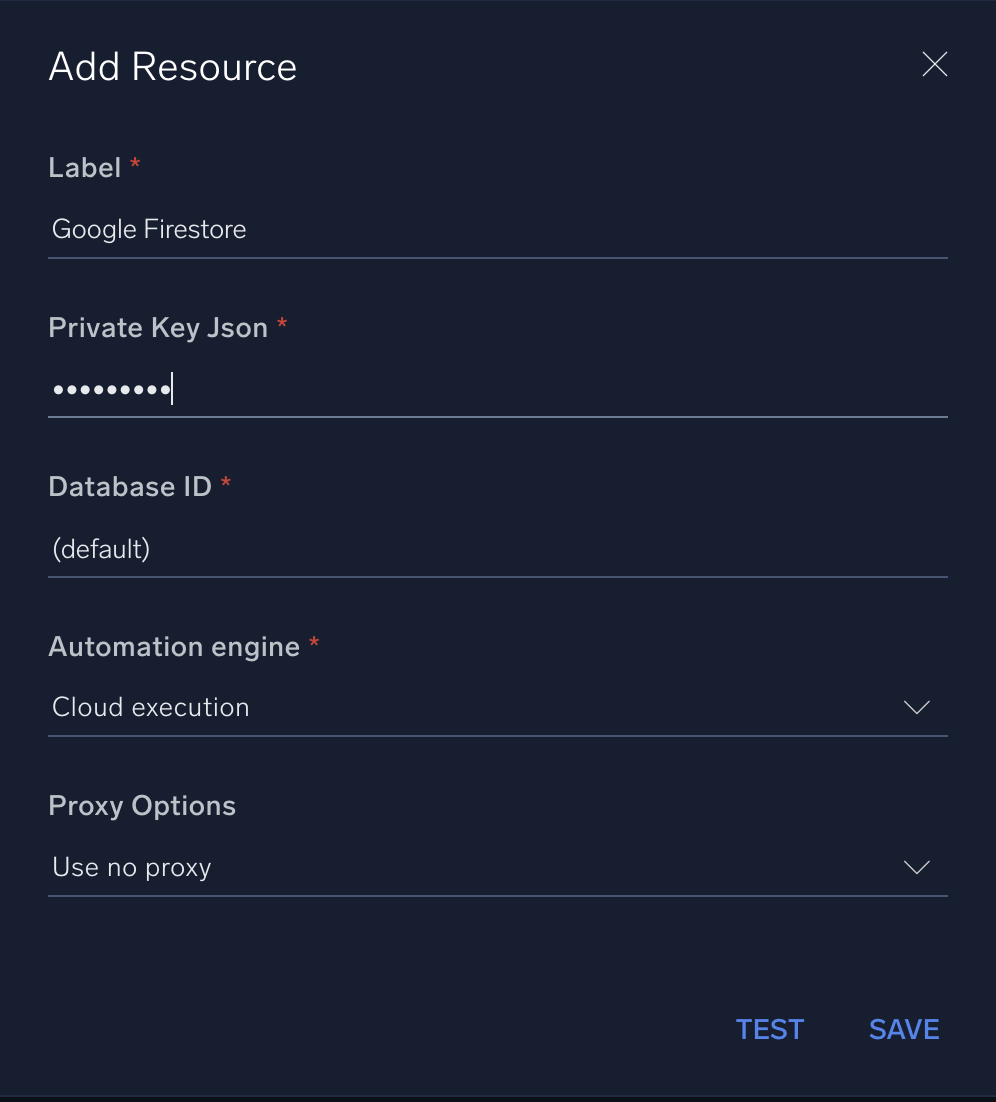 Add Resource
Label *
Google Firestore
Private Key Json *
•••••••••
Database ID *
(default)
Automation engine *
Cloud execution
Proxy Options
Use no proxy
TEST SAVE